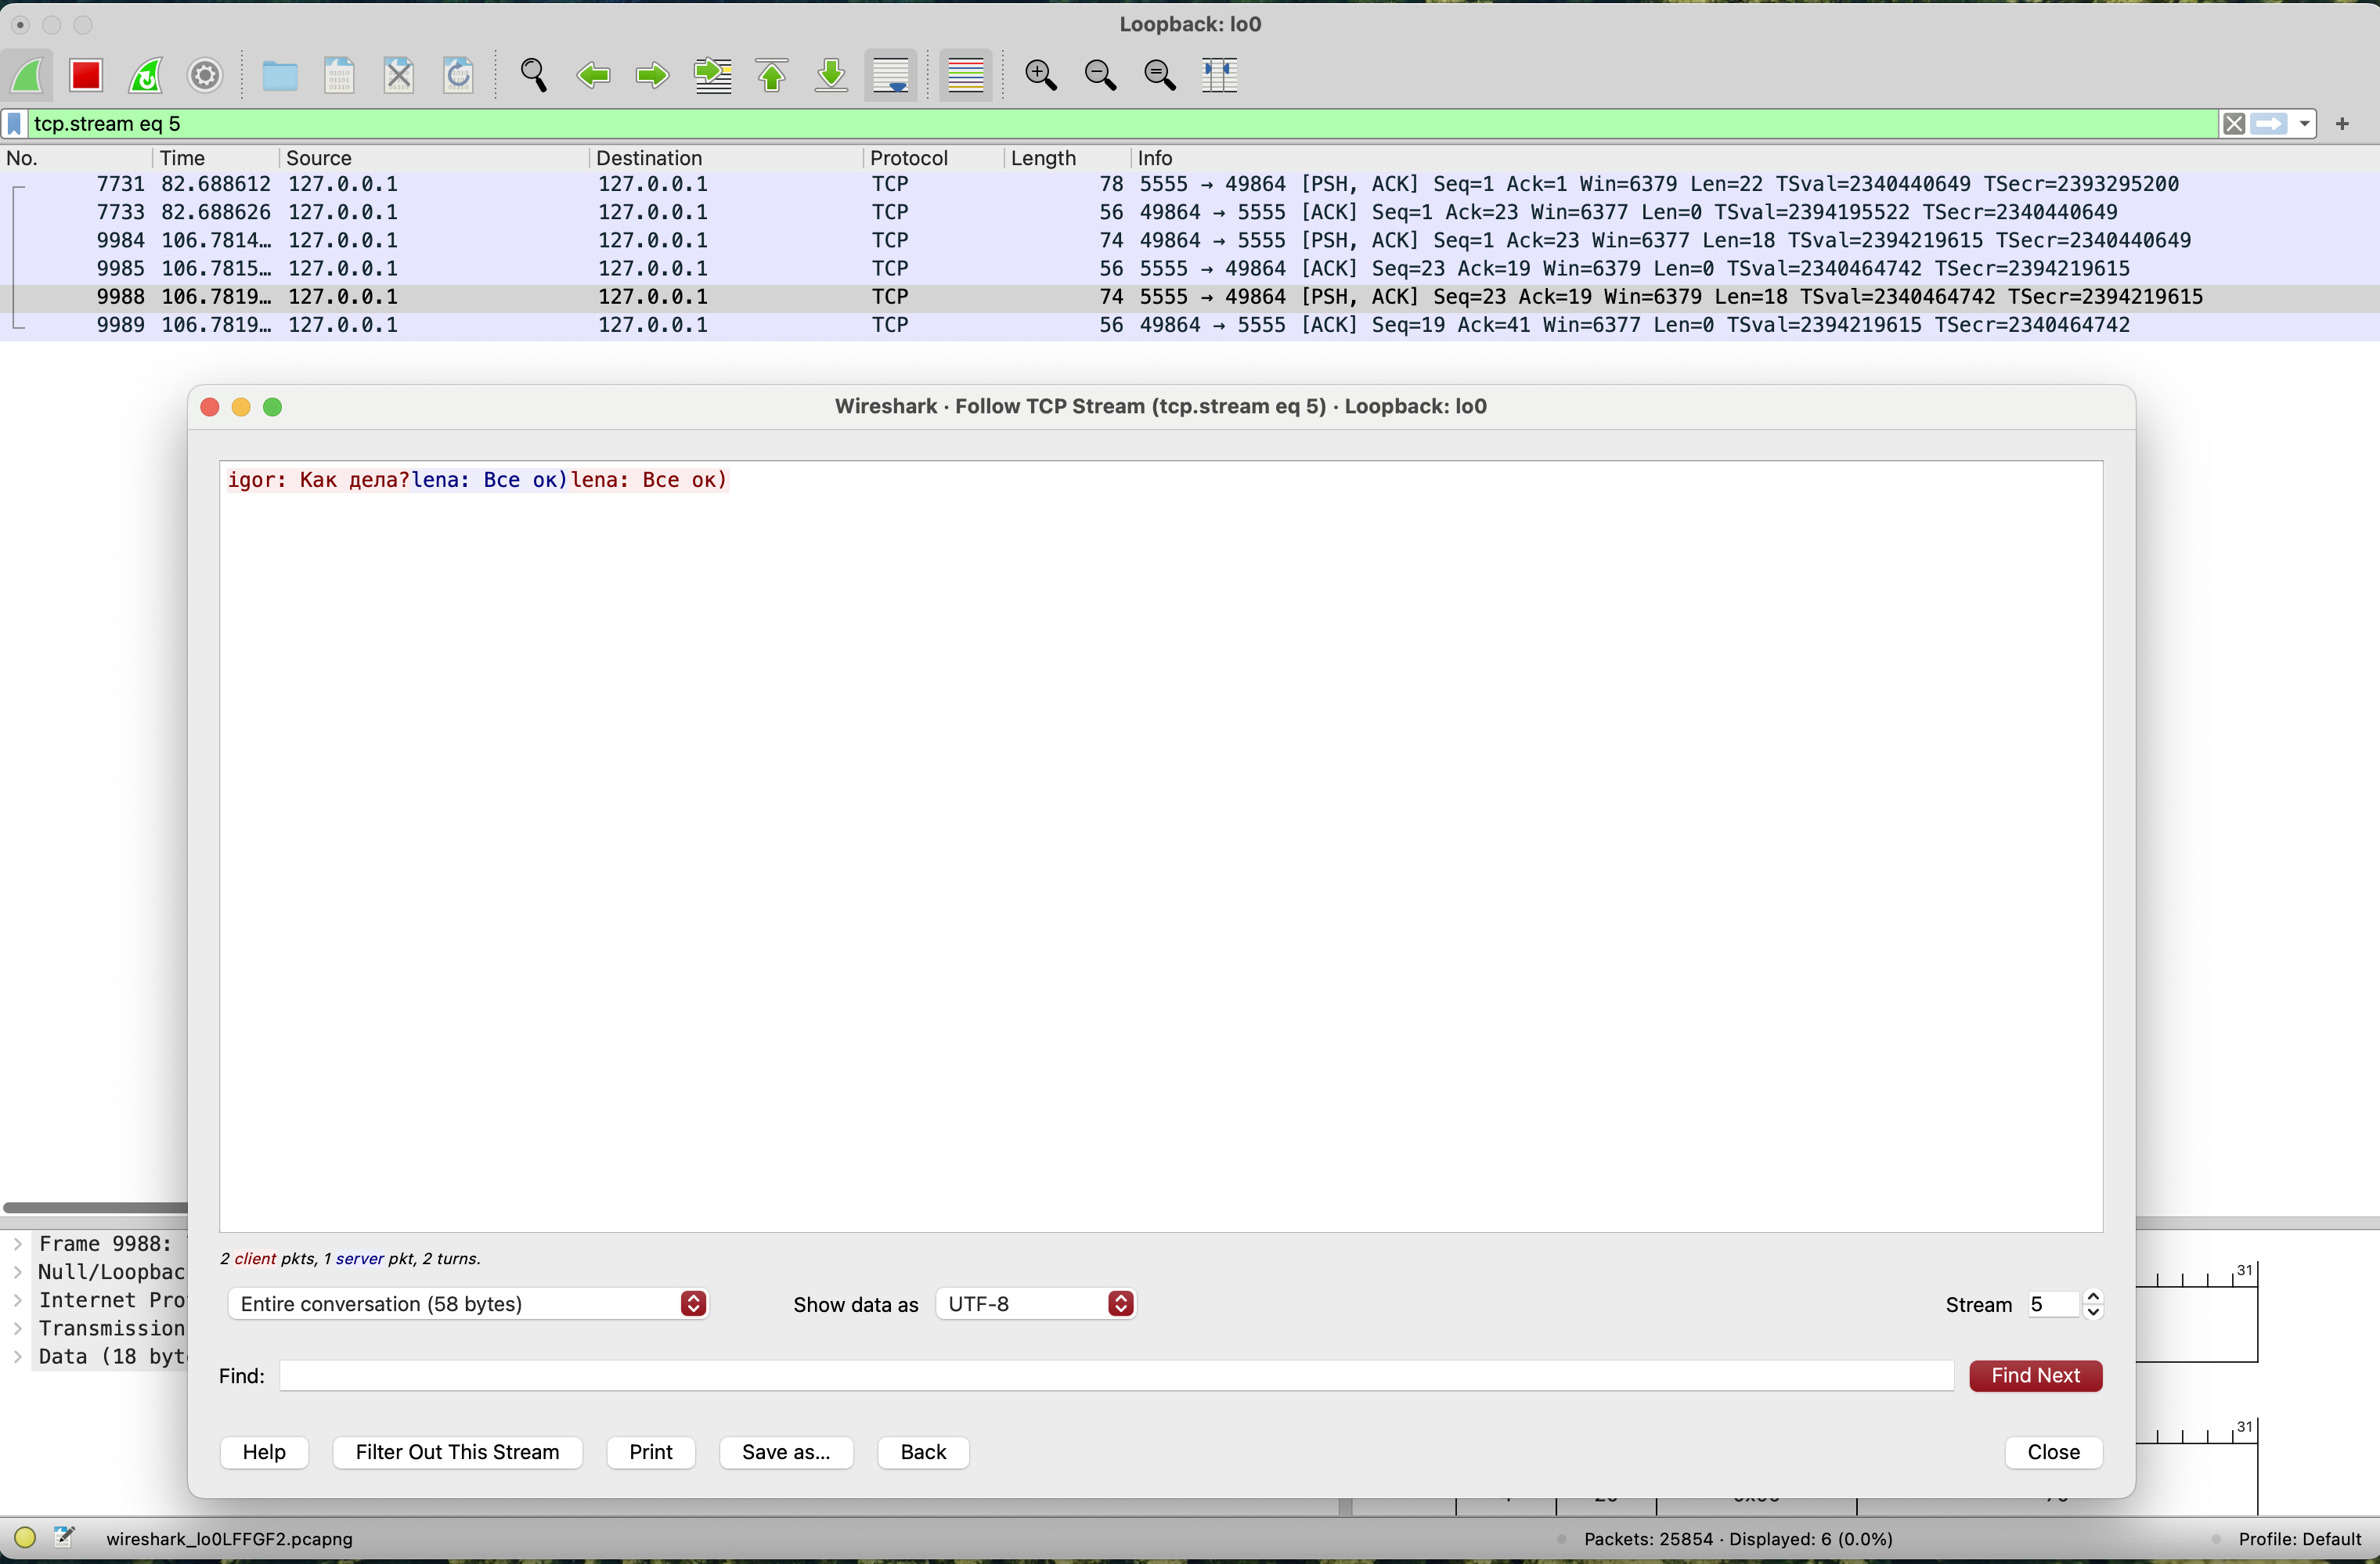 Loopback: lo0
tcp.stream eq 5
No. Time Source Destination Protocol Length Info
7731 82.688612 127.0.0.1 127.0.0.1 TCP 78 5555 → 49864 [PSH, ACK] Seq=1 Ack=1 Win=6379 Len=22 TSval=2340440649 TSecr=2393295200
7733 82.688626 127.0.0.1 127.0.0.1 TCP 56 49864 → 5555 [ACK] Seq=1 Ack=23 Win=6377 Len=0 TSval=2394195522 TSecr=2340440649
9984 106.7814… 127.0.0.1 127.0.0.1 TCP 74 49864 → 5555 [PSH, ACK] Seq=1 Ack=23 Win=6377 Len=18 TSval=2394219615 TSecr=2340440649
9985 106.7815… 127.0.0.1 127.0.0.1 TCP 56 5555 → 49864 [ACK] Seq=23 Ack=19 Win=6379 Len=0 TSval=2340464742 TSecr=2394219615
9988 106.7819… 127.0.0.1 127.0.0.1 TCP 74 5555 → 49864 [PSH, ACK] Seq=23 Ack=19 Win=6379 Len=18 TSval=2340464742 TSecr=2394219615
9989 106.7819… 127.0.0.1 127.0.0.1 TCP 56 49864 → 5555 [ACK] Seq=19 Ack=41 Win=6377 Len=0 TSval=2394219615 TSecr=2340464742
Wireshark · Follow TCP Stream (tcp.stream eq 5) · Loopback: lo0
igor: Как дела?lena: Все ок)lena: Все ок)
Frame 9988:
Null/Loopbac
Internet Pro
Transmission
Data (18 byt
2 client pkts, 1 server pkt, 2 turns.
Entire conversation (58 bytes) Show data as UTF-8 Stream 5
31
Find: Find Next
Help Filter Out This Stream Print Save as… Back Close
31
wireshark_lo0LFFGF2.pcapng Packets: 25854 · Displayed: 6 (0.0%) Profile: Default